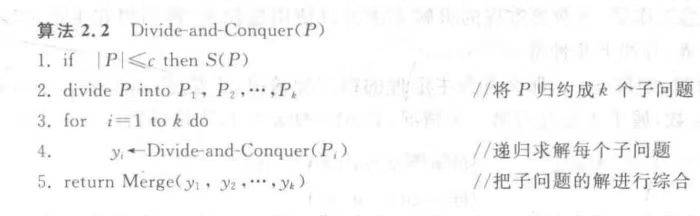 算法2.2 Divide-and-Conquer(P)
1. if |P|≤c then S(P)
2. divide P into P₁, P₂,…,Pₖ //将P归约成k个子问题
3. for i=1 to k do
4. yᵢ←Divide-and-Conquer(Pᵢ) //递归求解每个子问题
5. return Merge(y₁, y₂,…,yₖ) //把子问题的解进行综合